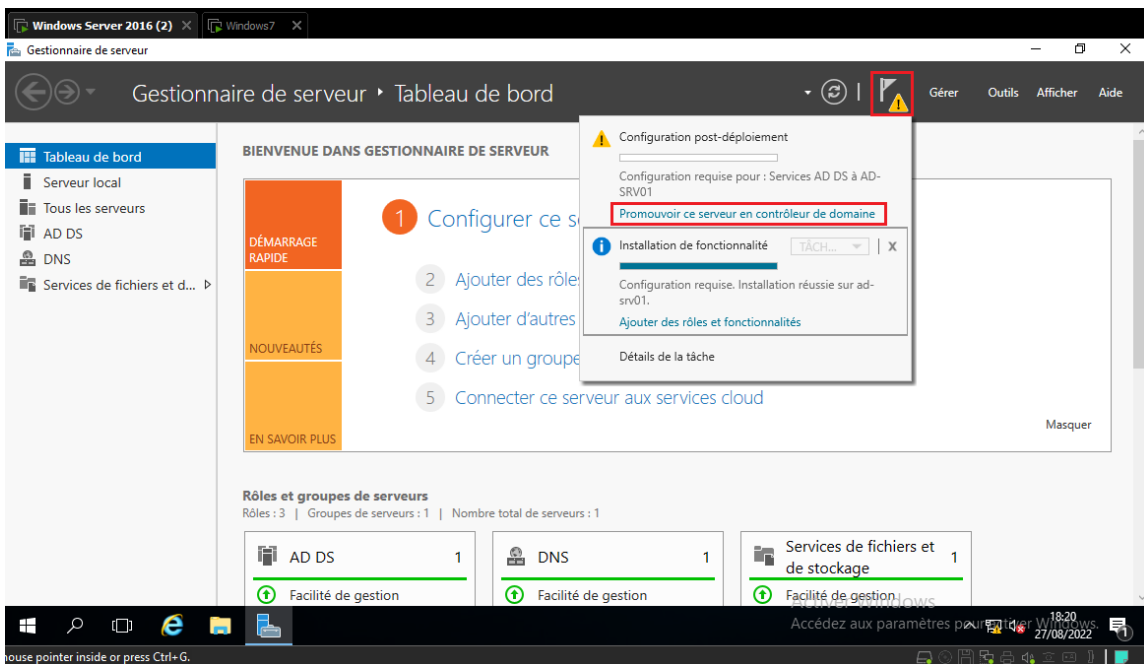 Windows Server 2016 (2)
Windows7
Gestionnaire de serveur
Gestionnaire de serveur
Tableau de bord
Gérer
Outils
Afficher
Aide
Tableau de bord
Serveur local
Tous les serveurs
AD DS
DNS
Services de fichiers et d...
BIENVENUE DANS GESTIONNAIRE DE SERVEUR
DÉMARRAGE
RAPIDE
NOUVEAUTÉS
EN SAVOIR PLUS
1 Configurer ce s
2 Ajouter des rôle
3 Ajouter d'autres
4 Créer un groupe
5 Connecter ce serveur aux services cloud
Masquer
Configuration post-déploiement
Configuration requise pour : Services AD DS à AD-
SRV01
Promouvoir ce serveur en contrôleur de domaine
Installation de fonctionnalité
TÂCH...
X
Configuration requise. Installation réussie sur ad-
srv01.
Ajouter des rôles et fonctionnalités
Détails de la tâche
Rôles et groupes de serveurs
Rôles : 3 | Groupes de serveurs : 1 | Nombre total de serveurs : 1
AD DS 1
Facilité de gestion
DNS 1
Facilité de gestion
Services de fichiers et
de stockage
1
Facilité de gestion
Activer Windows
Accédez aux paramètres pour activer Windows.
18:20
27/08/2022
1
ouse pointer inside or press Ctrl+G.